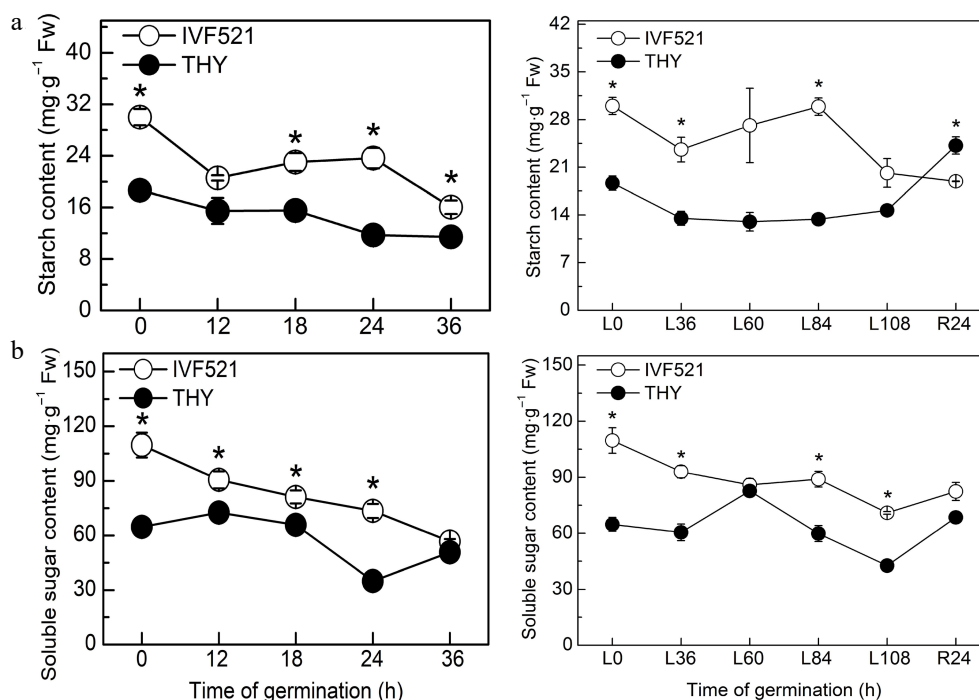 a
IVF521
THY
Starch content (mg·g⁻¹ Fw)
40
32
24
16
8
0
*
*
*
*
0 12 18 24 36
IVF521
THY
Starch content (mg·g⁻¹ Fw)
42
35
28
21
14
7
0
*
*
*
*
L0 L36 L60 L84 L108 R24
b
IVF521
THY
Soluble sugar content (mg·g⁻¹ Fw)
150
120
90
60
30
0
*
*
*
*
0 12 18 24 36
Time of germination (h)
IVF521
THY
Soluble sugar content (mg·g⁻¹ Fw)
150
120
90
60
30
0
*
*
*
*
L0 L36 L60 L84 L108 R24
Time of germination (h)